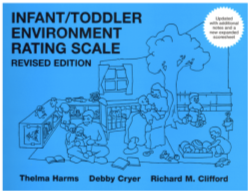 INFANT/TODDLER
ENVIRONMENT
RATING SCALE
REVISED EDITION
Updated
with additional
notes and a
new expanded
scoresheet
Thelma Harms Debby Cryer Richard M. Clifford